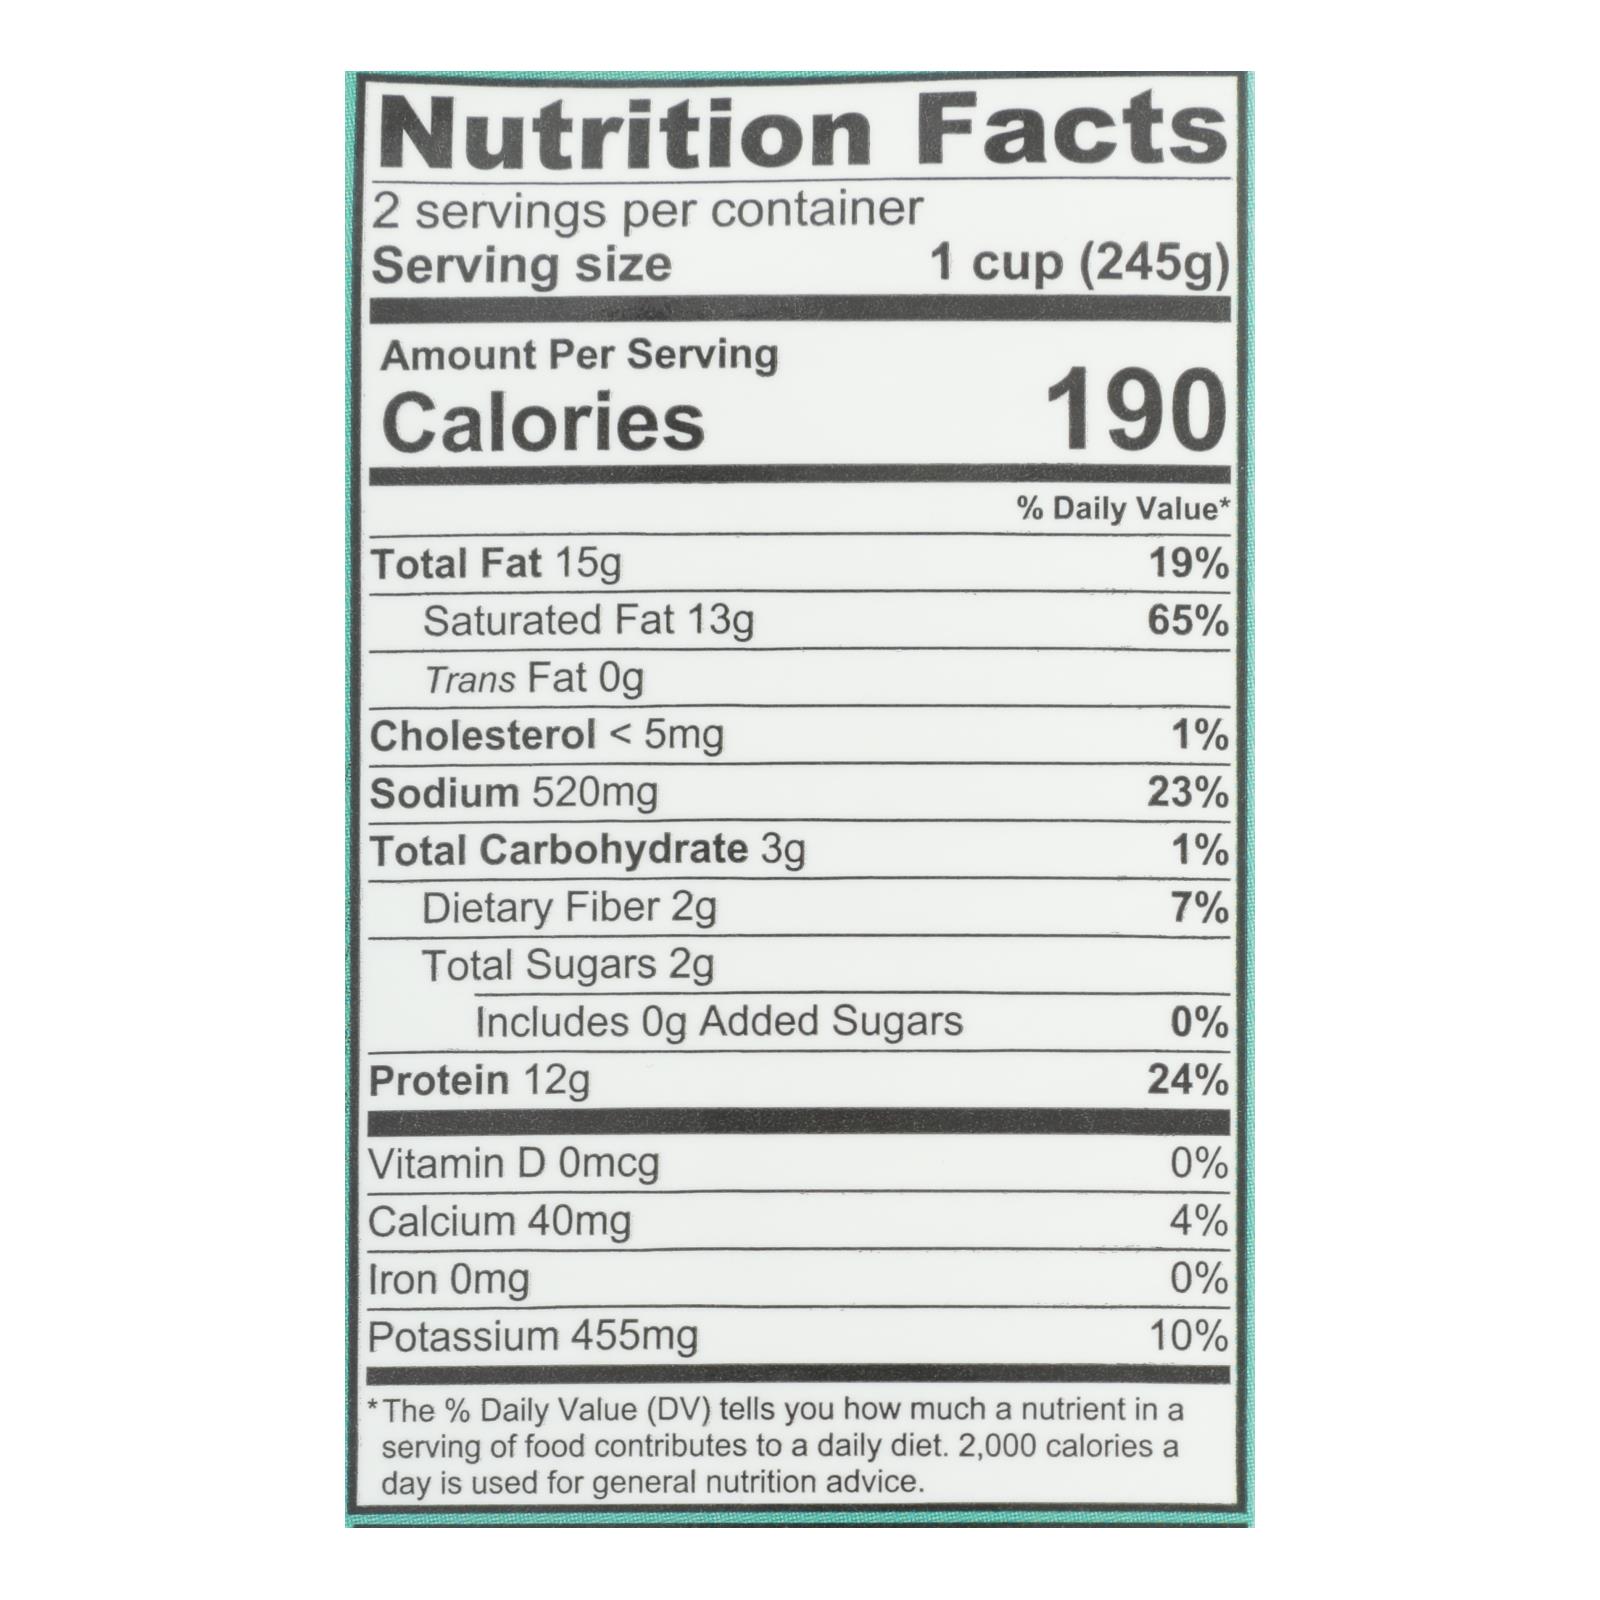 Nutrition Facts
2 servings per container
Serving size 1 cup (245g)
Amount Per Serving
Calories 190
% Daily Value*
Total Fat 15g 19%
Saturated Fat 13g 65%
Trans Fat 0g
Cholesterol < 5mg 1%
Sodium 520mg 23%
Total Carbohydrate 3g 1%
Dietary Fiber 2g 7%
Total Sugars 2g
Includes 0g Added Sugars 0%
Protein 12g 24%
Vitamin D 0mcg 0%
Calcium 40mg 4%
Iron 0mg 0%
Potassium 455mg 10%
*The % Daily Value (DV) tells you how much a nutrient in a
serving of food contributes to a daily diet. 2,000 calories a
day is used for general nutrition advice.